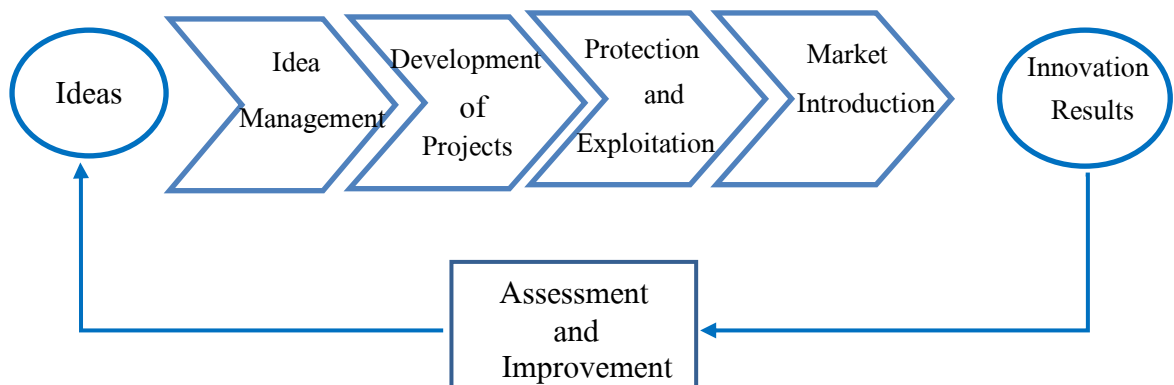 Ideas
Idea
Management
Development
of
Projects
Protection
and
Exploitation
Market
Introduction
Innovation
Results
Assessment
and
Improvement